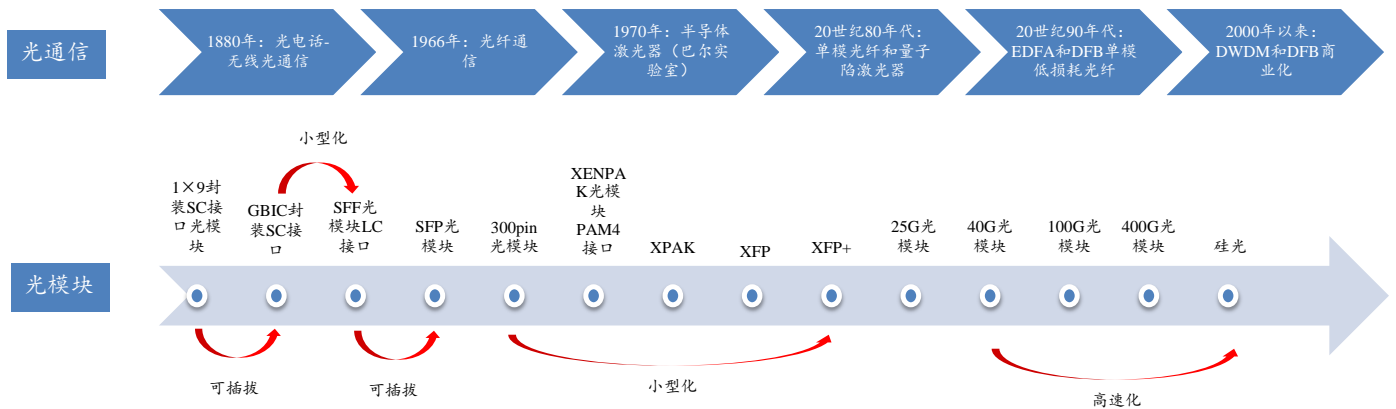 光通信
1880年：光电话-
无线光通信
1966年：光纤通
信
1970年：半导体
激光器（巴尔实
验室）
20世纪80年代：
单模光纤和量子
阱激光器
20世纪90年代：
EDFA和DFB单模
低损耗光纤
2000年以来：
DWDM和DFB商
业化
小型化
1×9封
装SC接
口光模
块
GBIC封
装SC接
口
SFF光
模块LC
接口
SFP光
模块
300pin
光模块
XENPA
K光模
块
PAM4
接口
XPAK
XFP
XFP+
25G光
模块
40G光
模块
100G光
模块
400G光
模块
硅光
光模块
可插拔
可插拔
小型化
高速化